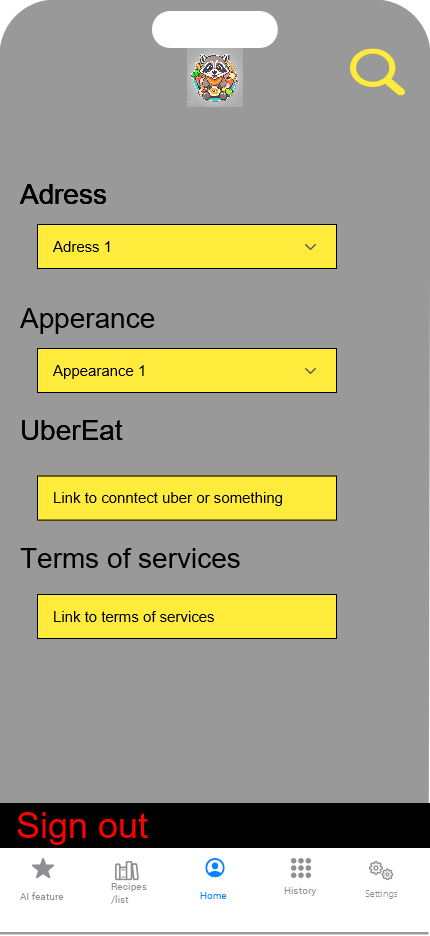 Adress
Adress 1
Apperance
Appearance 1
UberEat
Link to conntect uber or something
Terms of services
Link to terms of services
Sign out
AI feature
Recipes
/list
Home
History
Settings